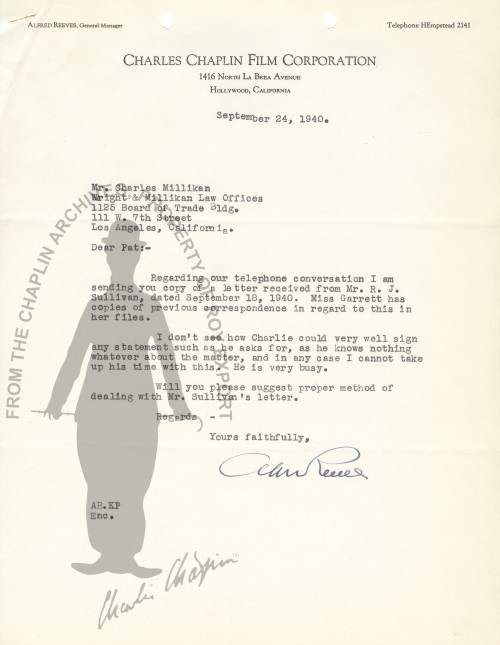 ALFRED REEVES, General Manager
Telephone HEmpstead 2141
CHARLES CHAPLIN FILM CORPORATION
1416 NORTH LA BREA AVENUE
HOLLYWOOD, CALIFORNIA
September 24, 1940.
Mr. Charles Millikan
Wright & Millikan Law Offices
1125 Board of Trade Bldg.
111 W. 7th Street
Los Angeles, California.
Dear Pat:-
Regarding our telephone conversation I am
sending you copy of a letter received from Mr. R. J.
Sullivan, dated September 18, 1940. Miss Garrett has
copies of previous correspondence in regard to this in
her files.
I don't see how Charlie could very well sign
any statement such as he asks for, as he knows nothing
whatever about the matter, and in any case I cannot take
up his time with this. He is very busy.
Will you please suggest proper method of
dealing with Mr. Sullivan's letter.
Regards -
Yours faithfully,
Alfred Reeves
AR.KP
Enc.
FROM THE CHAPLIN ARCHIVES PROPERTY OF ROY EXPORT
Charlie Chaplin™